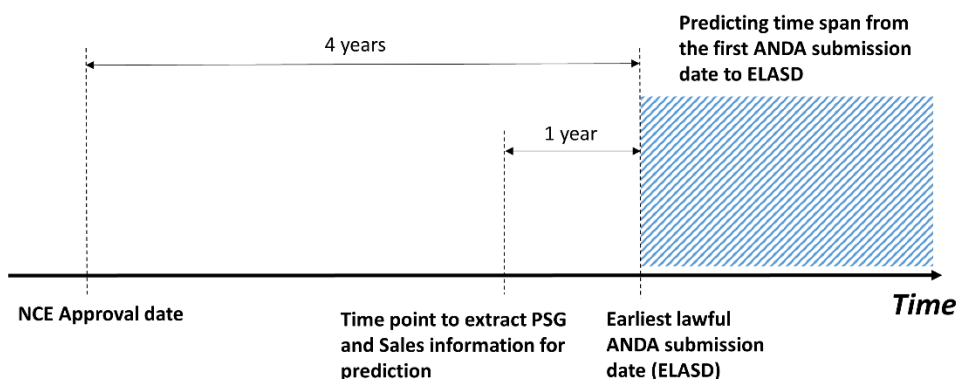 Predicting time span from
the first ANDA submission
date to ELASD
4 years
1 year
Time
NCE Approval date
Time point to extract PSG
and Sales information for
prediction
Earliest lawful
ANDA submission
date (ELASD)